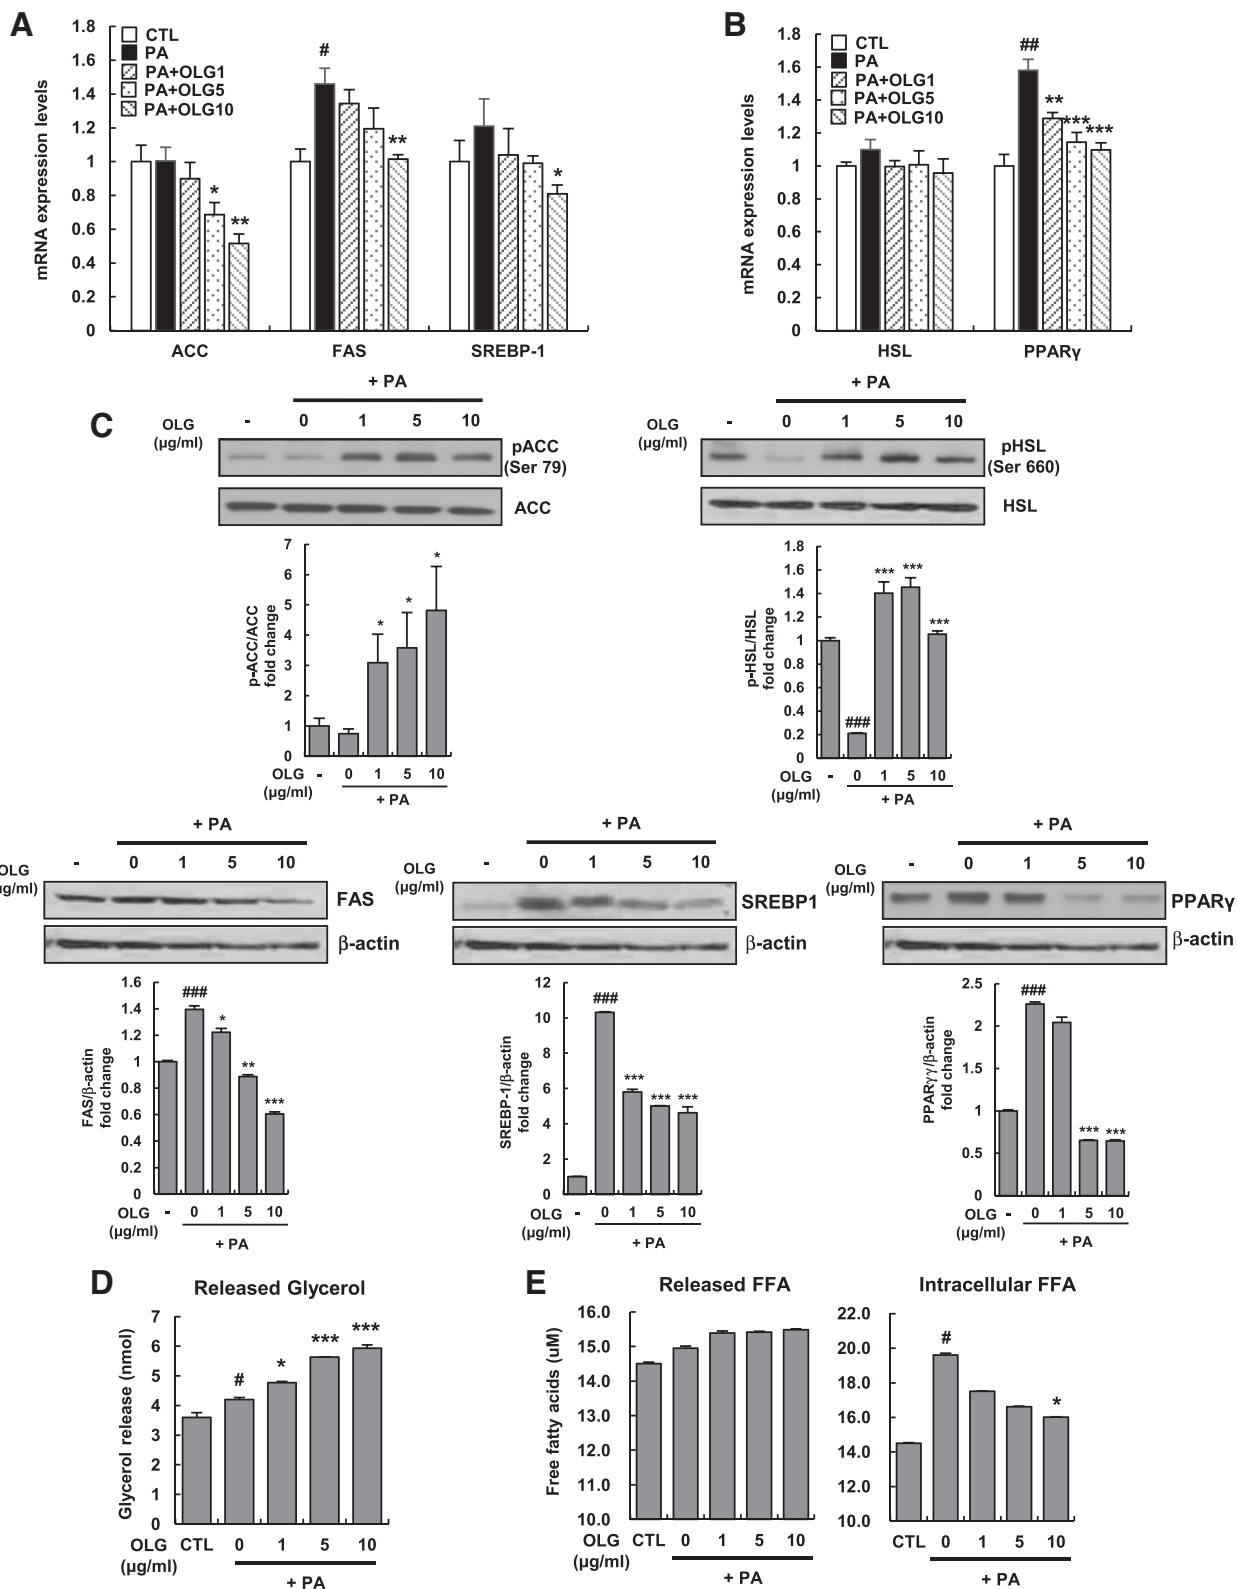 A
1.8
1.6
1.4
1.2
1
0.8
0.6
0.4
0.2
0
mRNA expression levels
CTL
PA
PA+OLG1
PA+OLG5
PA+OLG10
* ** # ** *
ACC FAS SREBP-1
B
1.8
1.6
1.4
1.2
1
0.8
0.6
0.4
0.2
0
mRNA expression levels
CTL
PA
PA+OLG1
PA+OLG5
PA+OLG10
## ** *** ***
HSL PPARγ
C
+ PA
OLG - 0 1 5 10
(μg/ml)
pACC
(Ser 79)
ACC
7
6
5
4
3
2
1
0
p-ACC/ACC
fold change
* * *
OLG - 0 1 5 10
(μg/ml)
+ PA
+ PA
OLG - 0 1 5 10
(μg/ml)
pHSL
(Ser 660)
HSL
1.8
1.6
1.4
1.2
1
0.8
0.6
0.4
0.2
0
p-HSL/HSL
fold change
### *** *** ***
OLG - 0 1 5 10
(μg/ml)
+ PA
+ PA
OLG - 0 1 5 10
μg/ml)
FAS
β-actin
1.6
1.4
1.2
1
0.8
0.6
0.4
0.2
0
FAS/β-actin
fold change
### * ** ***
OLG - 0 1 5 10
(μg/ml)
+ PA
+ PA
OLG - 0 1 5 10
(μg/ml)
SREBP1
β-actin
12
10
8
6
4
2
0
SREBP-1/β-actin
fold change
### *** *** ***
OLG - 0 1 5 10
(μg/ml)
+ PA
+ PA
OLG - 0 1 5 10
(μg/ml)
PPARγ
β-actin
2.5
2
1.5
1
0.5
0
PPARγγ/β-actin
fold change
### *** ***
OLG - 0 1 5 10
(μg/ml)
+ PA
D
Released Glycerol
7
6
5
4
3
2
1
0
Glycerol release (nmol)
# * *** ***
OLG CTL 0 1 5 10
(μg/ml)
+ PA
E
Released FFA
16.0
15.0
14.0
13.0
12.0
11.0
10.0
Free fatty acids (uM)
OLG CTL 0 1 5 10
(μg/ml)
+ PA
Intracellular FFA
22.0
20.0
18.0
16.0
14.0
12.0
10.0
# *
CTL 0 1 5 10
+ PA